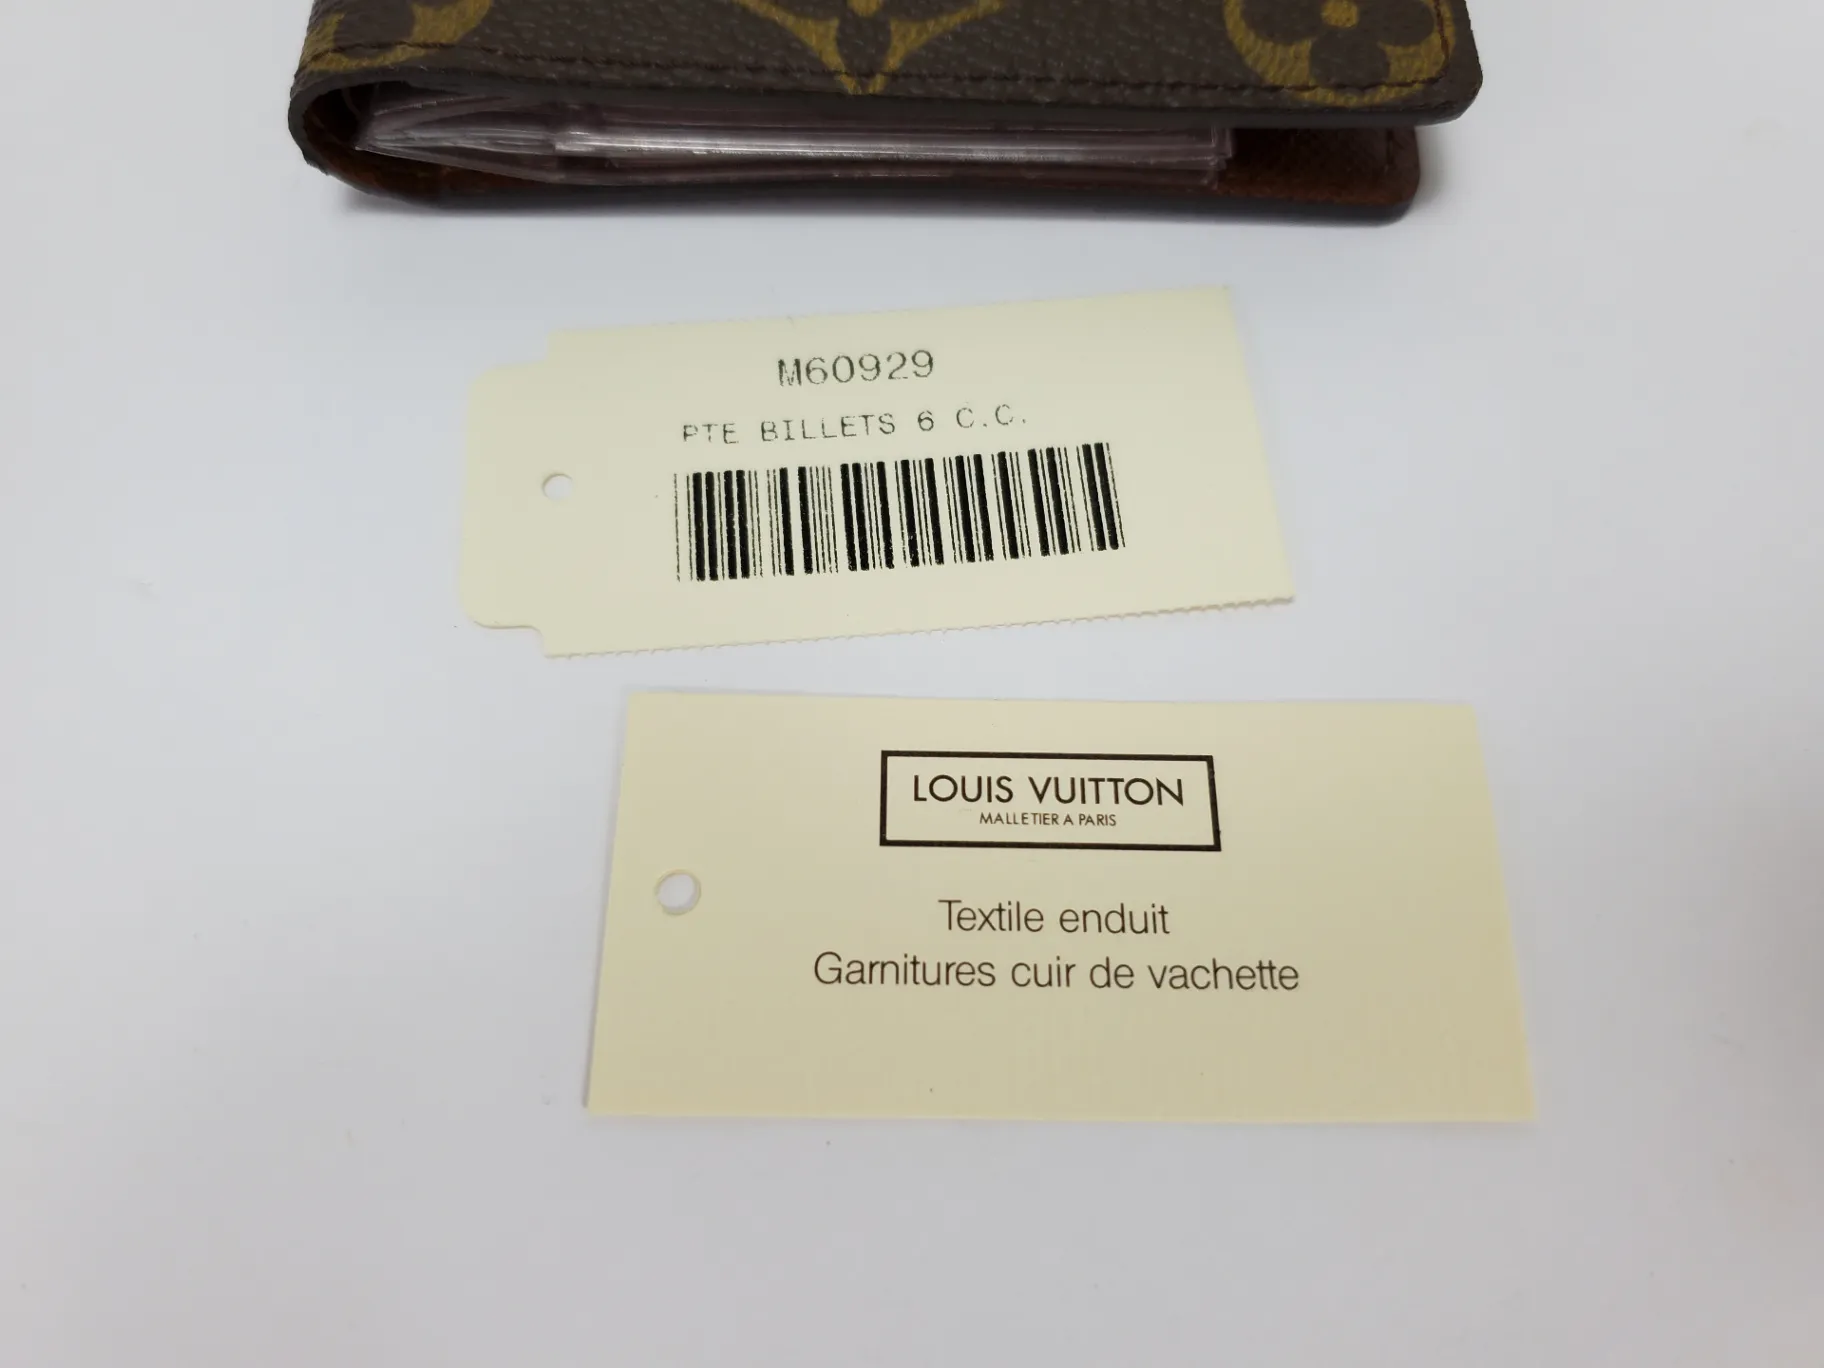 M60929
PTE BILLETS 6 C.C.
LOUIS VUITTON
MALLETIER A PARIS
Textile enduit
Garnitures cuir de vachette